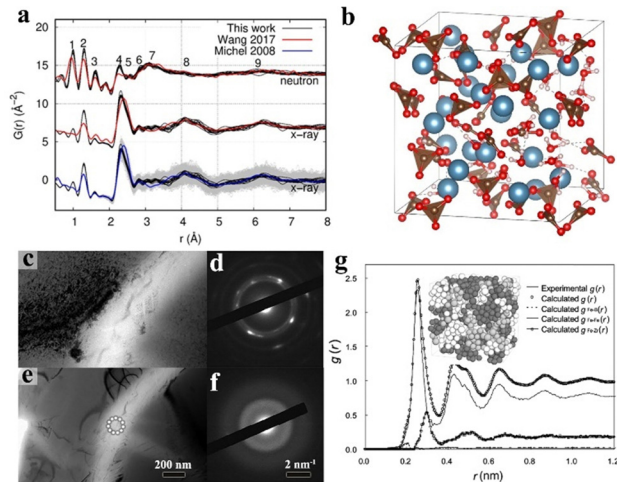 a
This work
Wang 2017
Michel 2008
G(r) (Å⁻²)
20
15
10
5
0
1 2 3 4 5 6 7 8 9
neutron
x-ray
x-ray
1 2 3 4 5 6 7 8
r (Å)
b
c
d
e
f
200 nm
2 nm⁻¹
g
Experimental g(r)
Calculated g(r)
g (r)
2.5
2.0
1.5
1.0
0.5
0.0
0.0 0.2 0.4 0.6 0.8 1.0 1.2
r (nm)